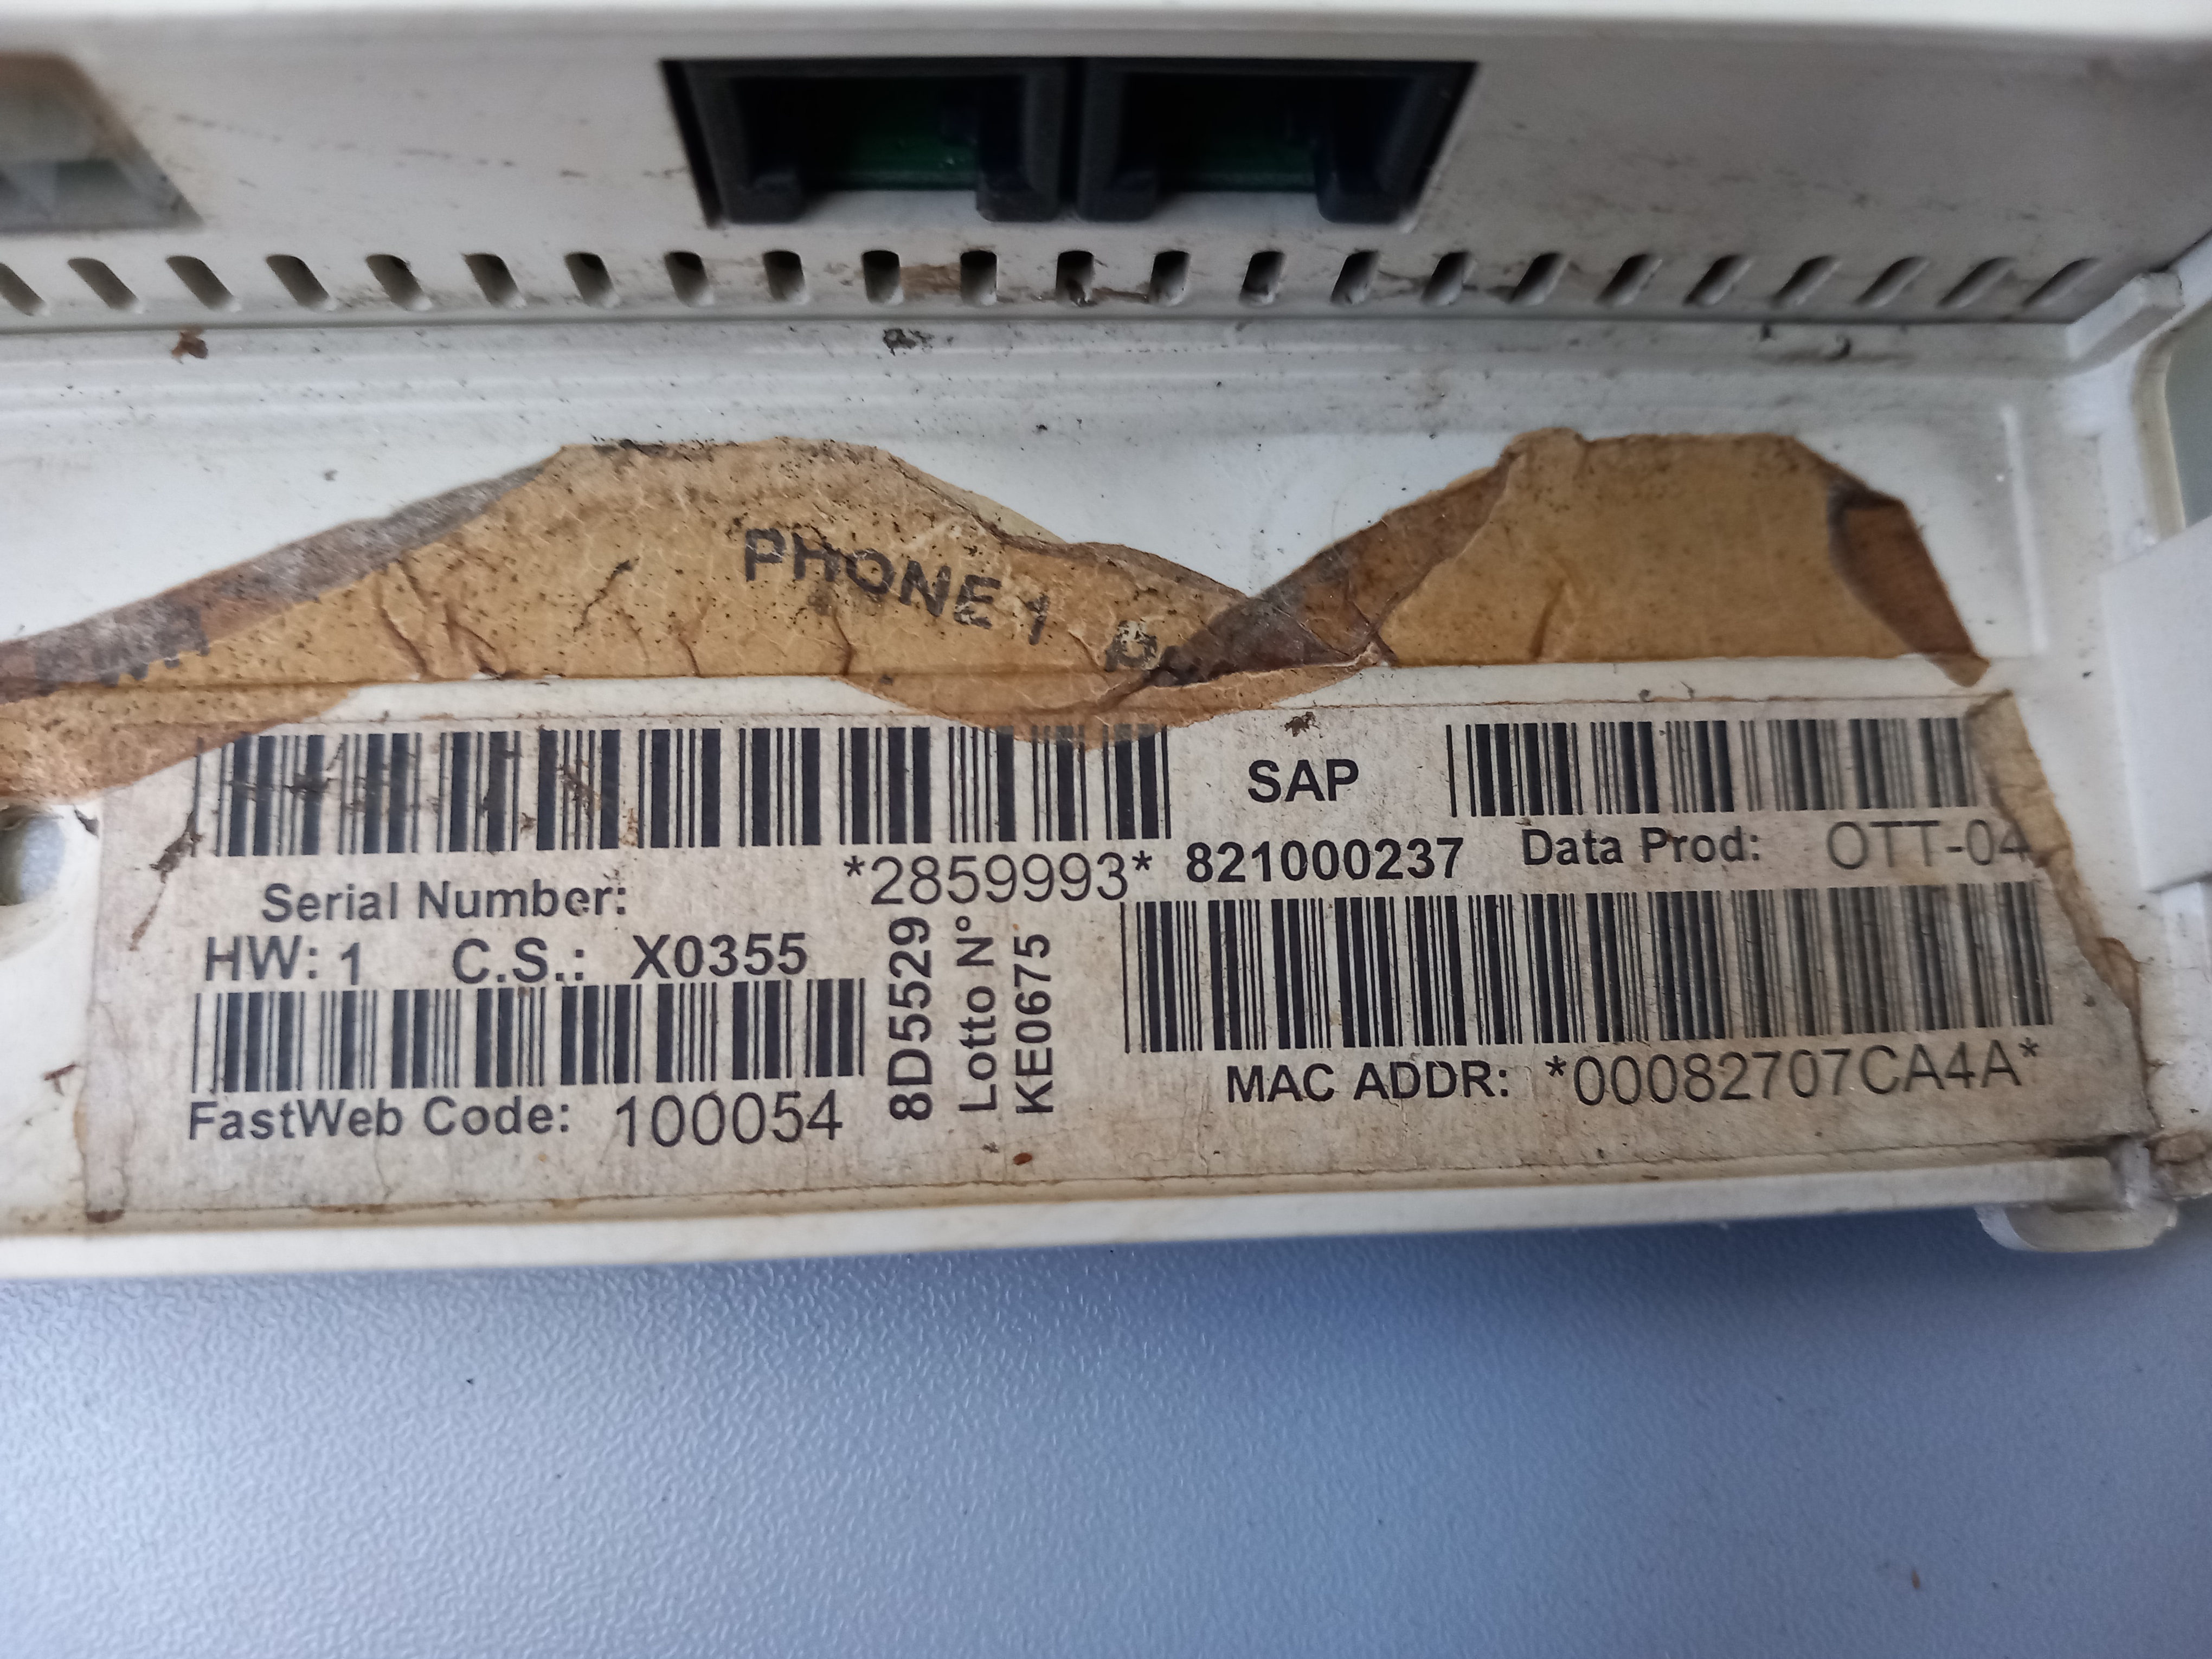 PHONE 1
SAP
Serial Number: *2859993* 821000237 Data Prod: OTT-04
HW: 1 C.S.: X0355
8D55529
Lotto N°
KE0675
FastWeb Code: 100054
MAC ADDR: *00082707CA4A*